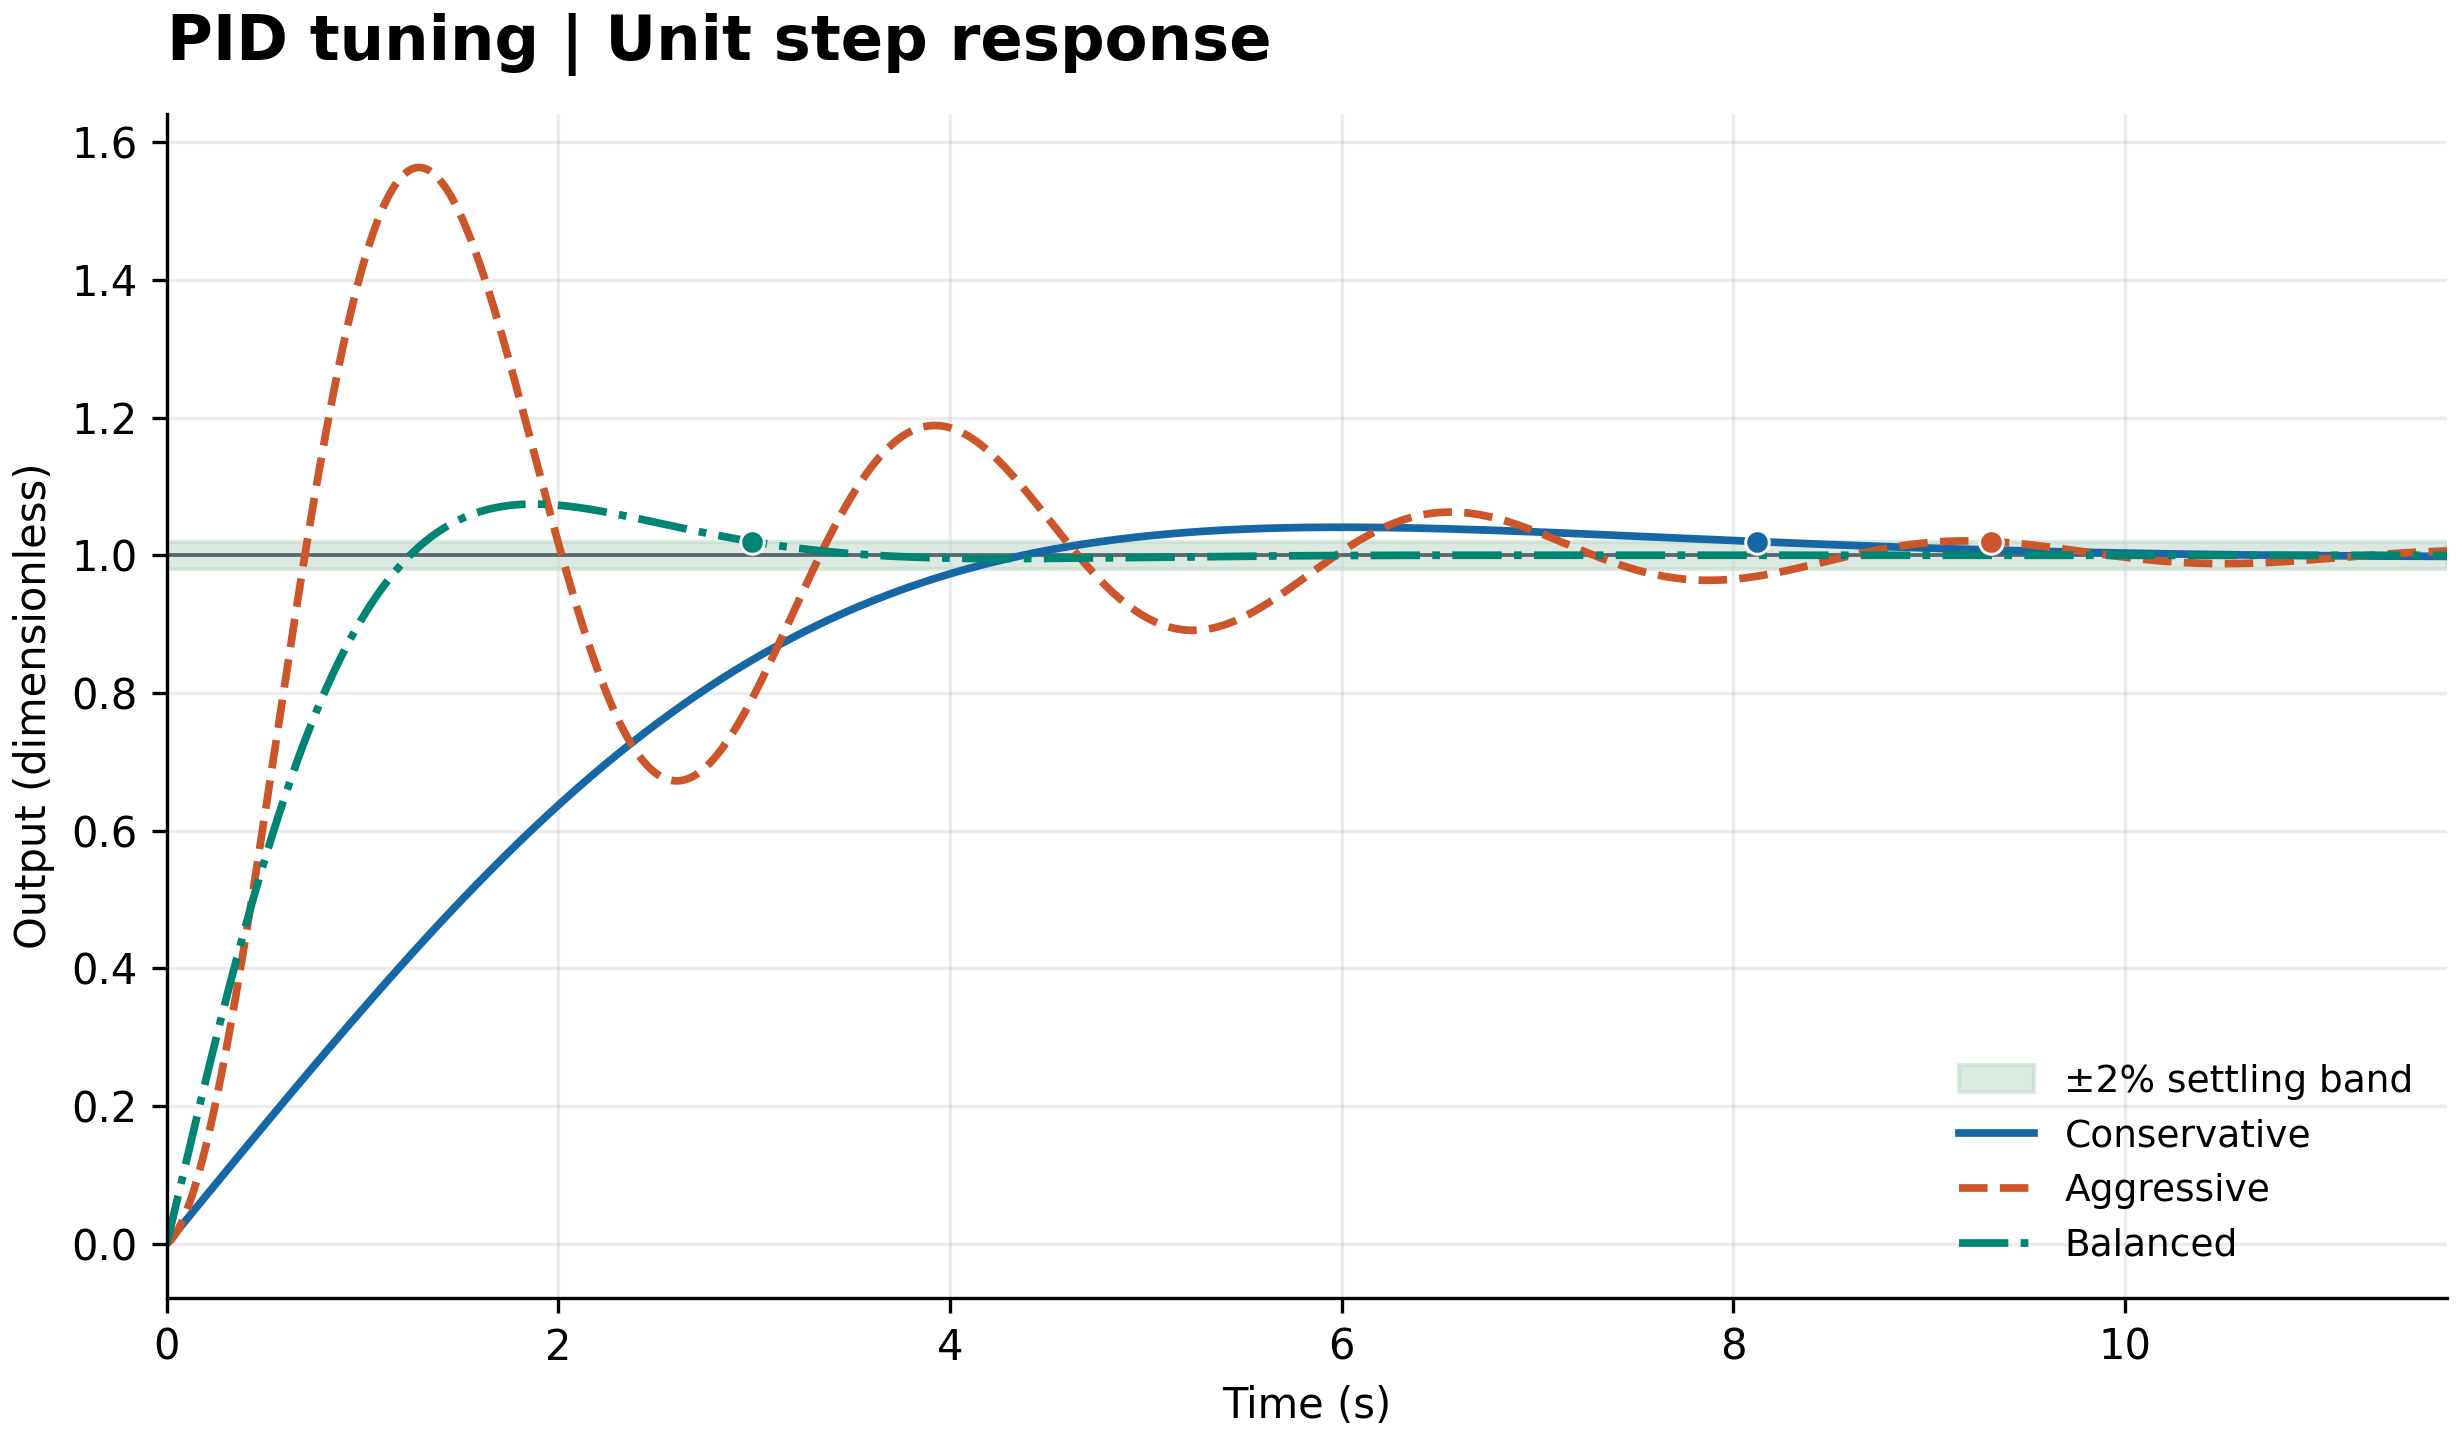 PID tuning | Unit step response
Output (dimensionless)
1.6
1.4
1.2
1.0
0.8
0.6
0.4
0.2
0.0
±2% settling band
Conservative
Aggressive
Balanced
0 2 4 6 8 10
Time (s)